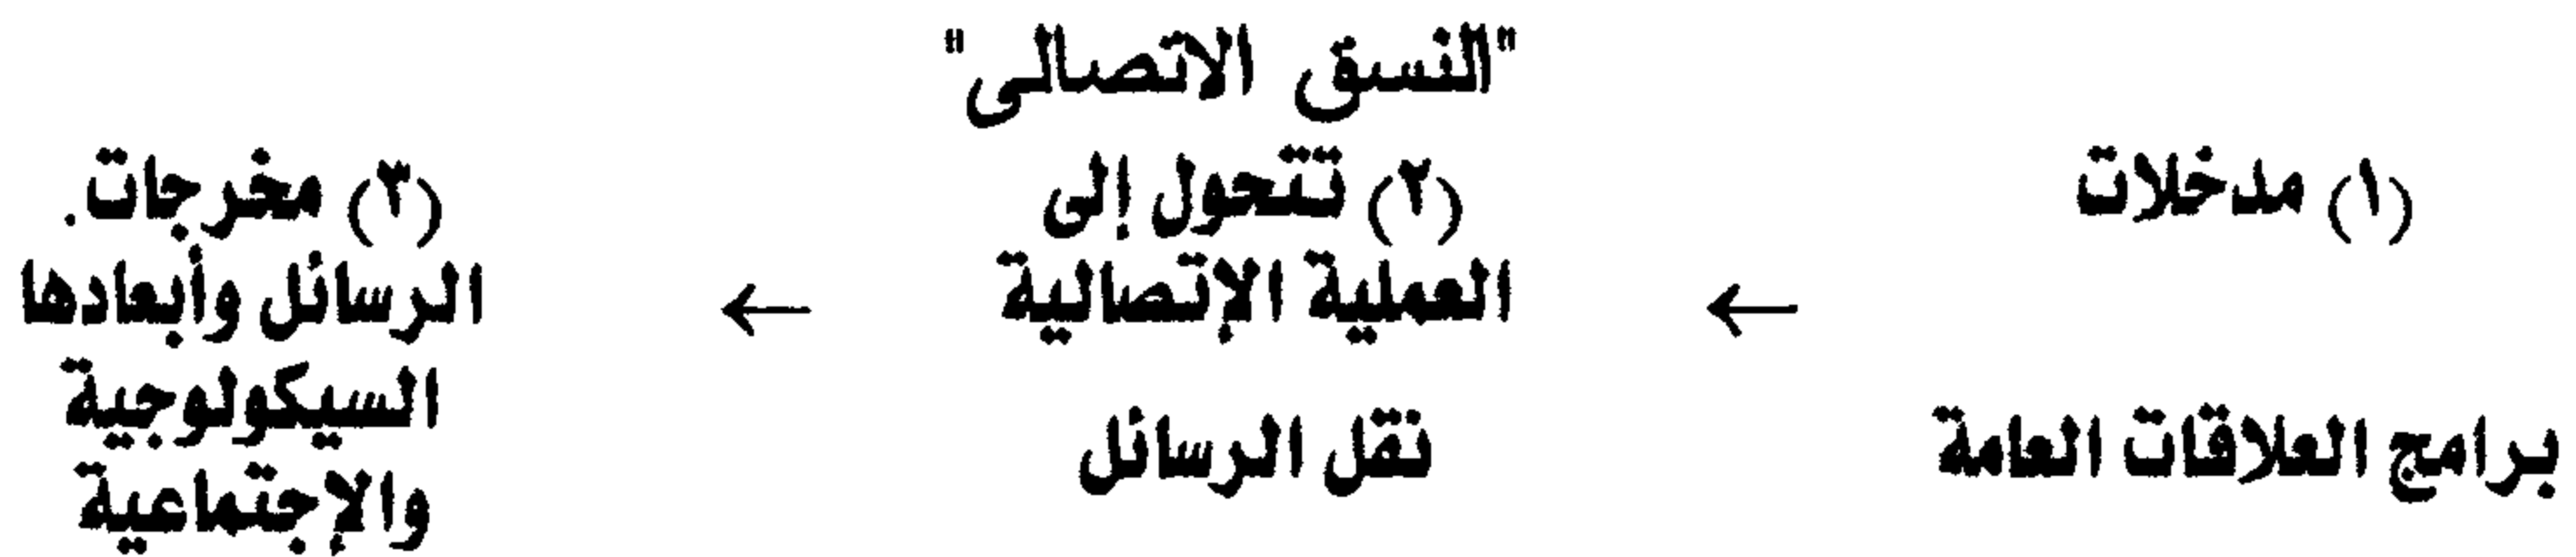 "النسق الاتصالى"
(١) مدخلات
برامج العلاقات العامة
←
(٢) تتحول إلى
العملية الإتصالية
نقل الرسائل
←
(٣) مخرجات.
الرسائل وأبعادها
السيكولوجية
والإجتماعية